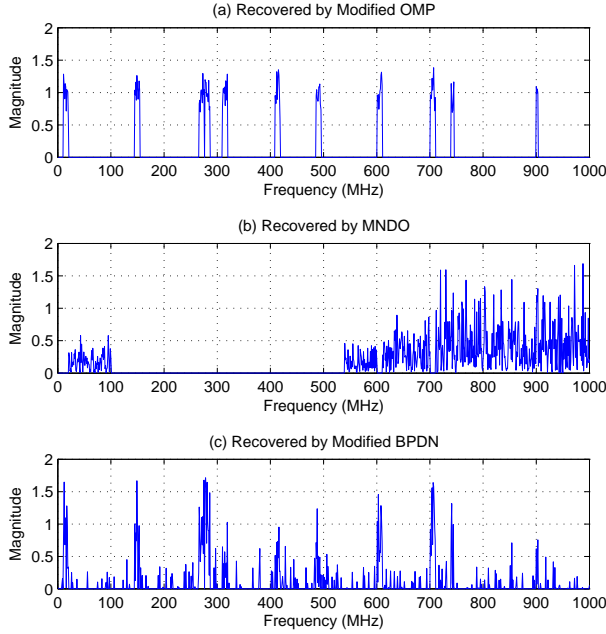 (a) Recovered by Modified OMP
2
1.5
1
0.5
0
Magnitude
0 100 200 300 400 500 600 700 800 900 1000
Frequency (MHz)
(b) Recovered by MNDO
2
1.5
1
0.5
0
Magnitude
0 100 200 300 400 500 600 700 800 900 1000
Frequency (MHz)
(c) Recovered by Modified BPDN
2
1.5
1
0.5
0
Magnitude
0 100 200 300 400 500 600 700 800 900 1000
Frequency (MHz)